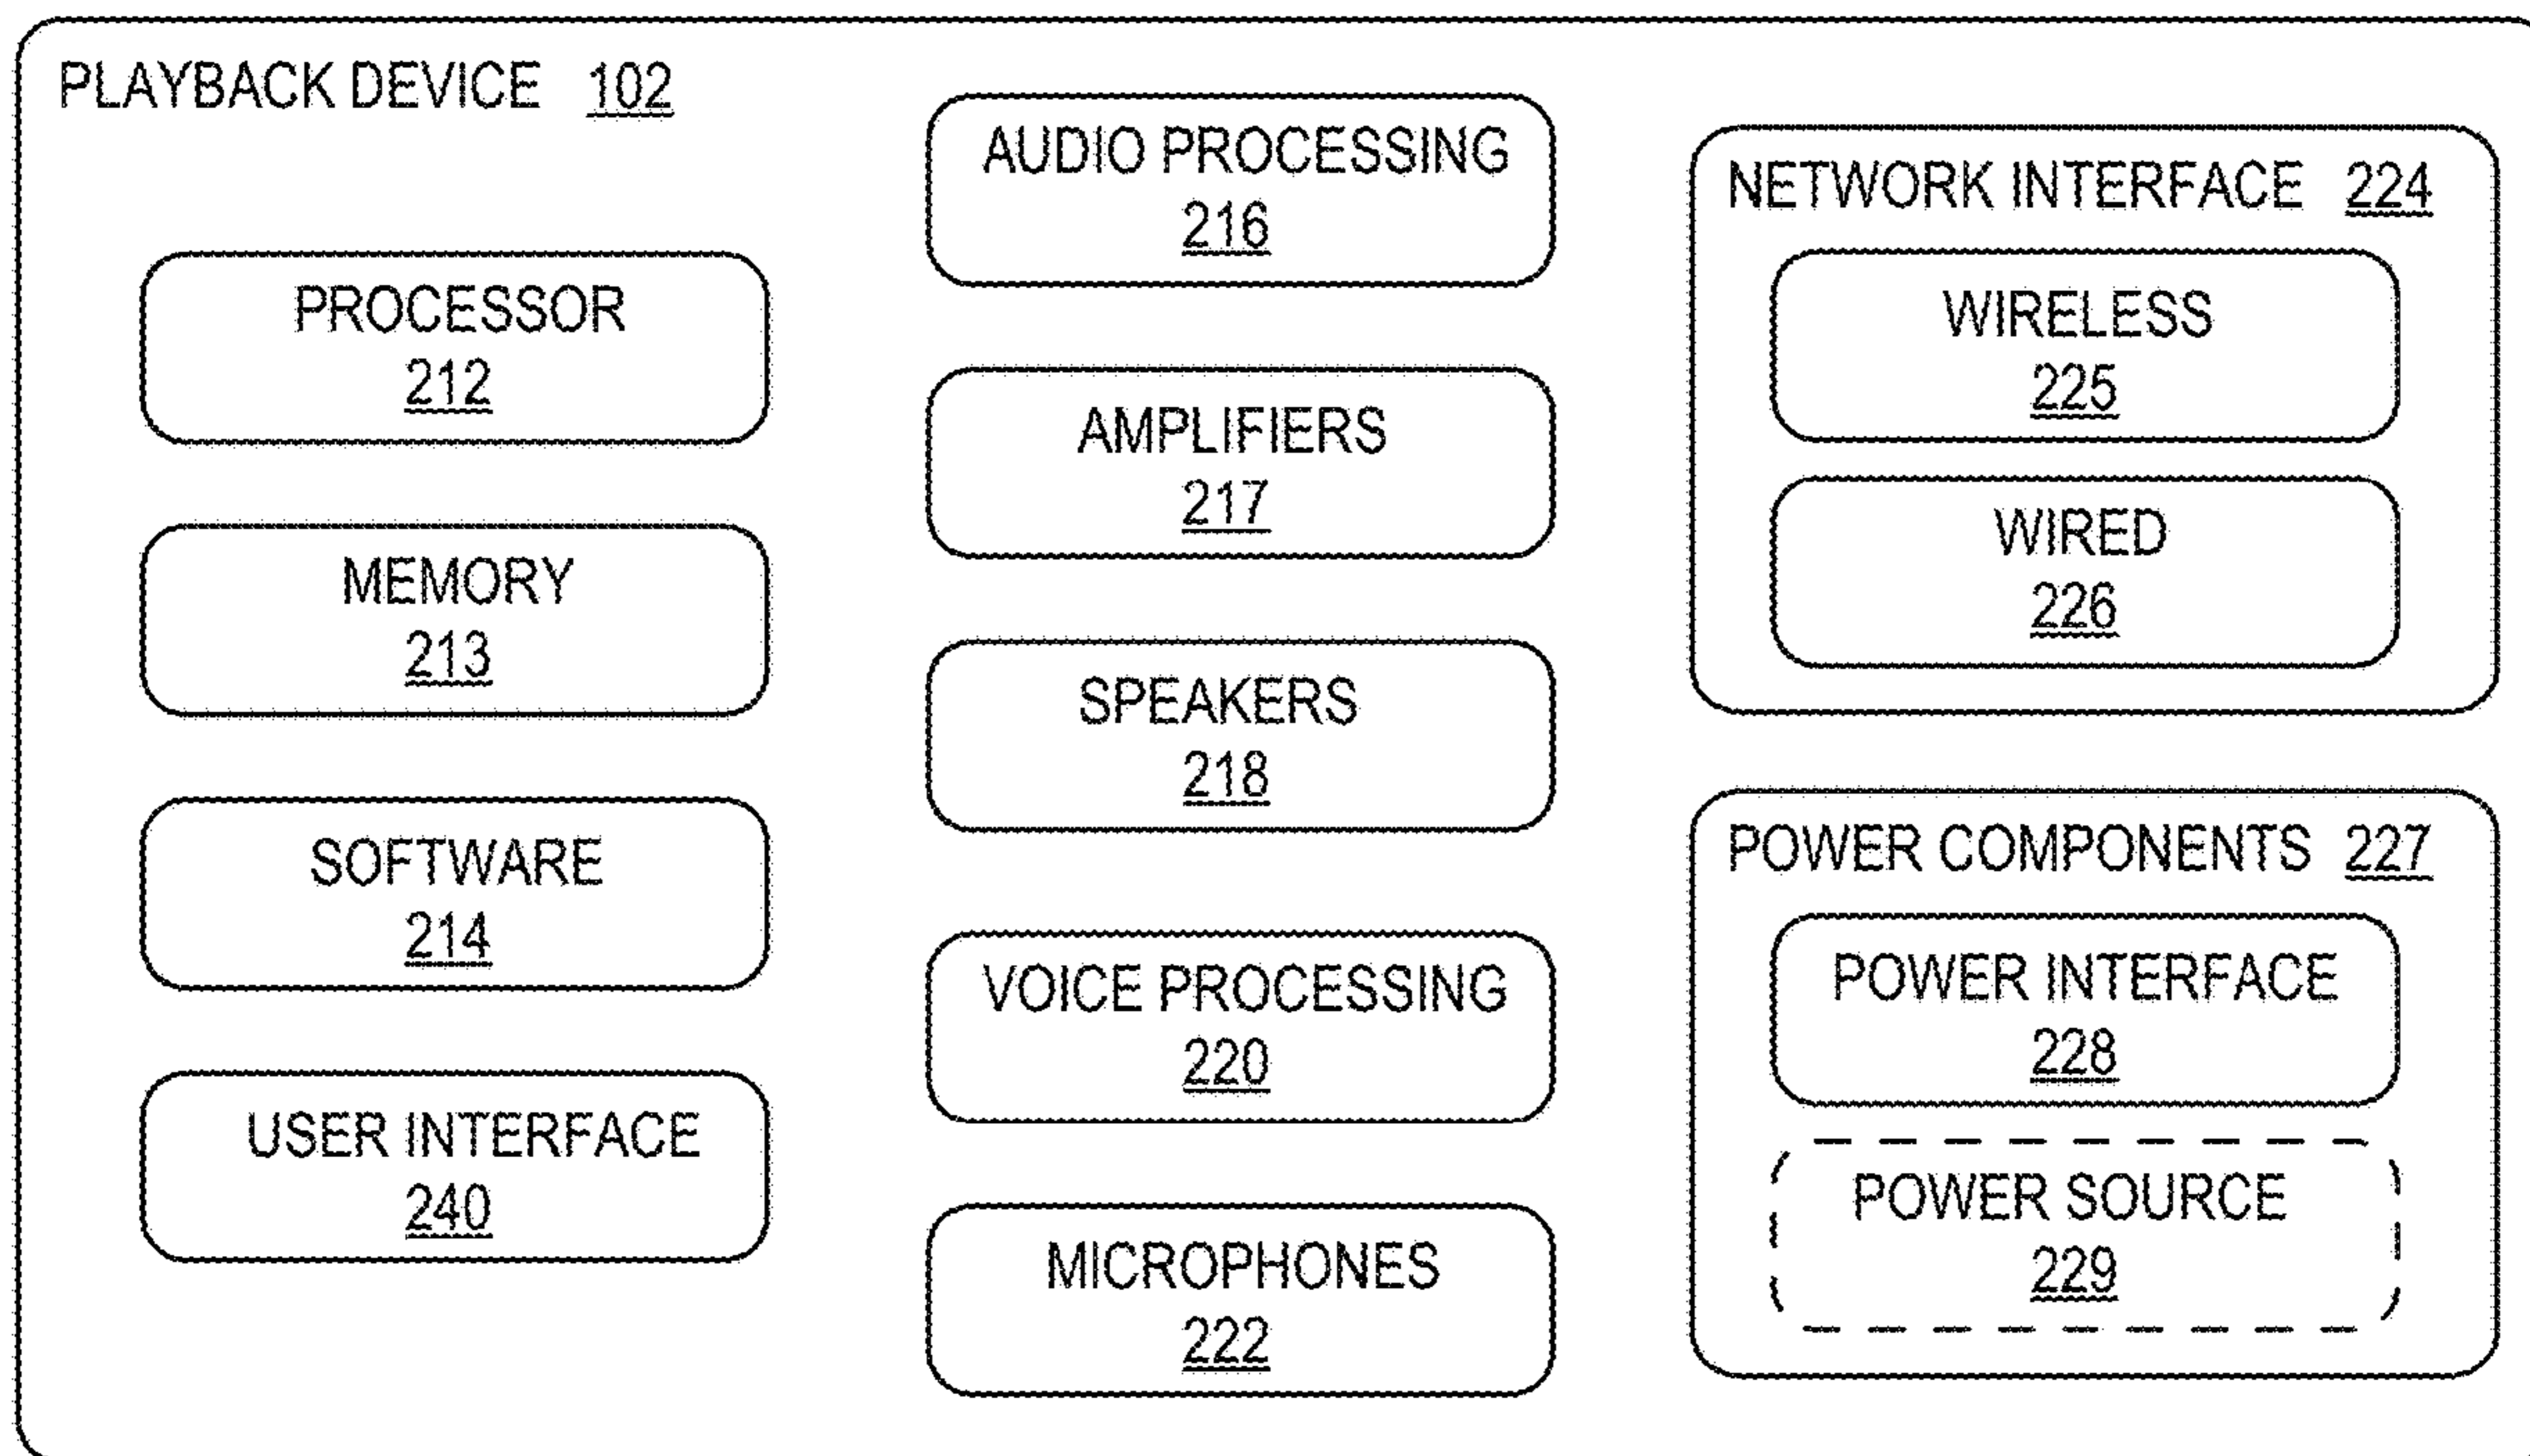 PLAYBACK DEVICE 102
PROCESSOR
212
MEMORY
213
SOFTWARE
214
USER INTERFACE
240
AUDIO PROCESSING
216
AMPLIFIERS
217
SPEAKERS
218
VOICE PROCESSING
220
MICROPHONES
222
NETWORK INTERFACE 224
WIRELESS
225
WIRED
226
POWER COMPONENTS 227
POWER INTERFACE
228
POWER SOURCE
229